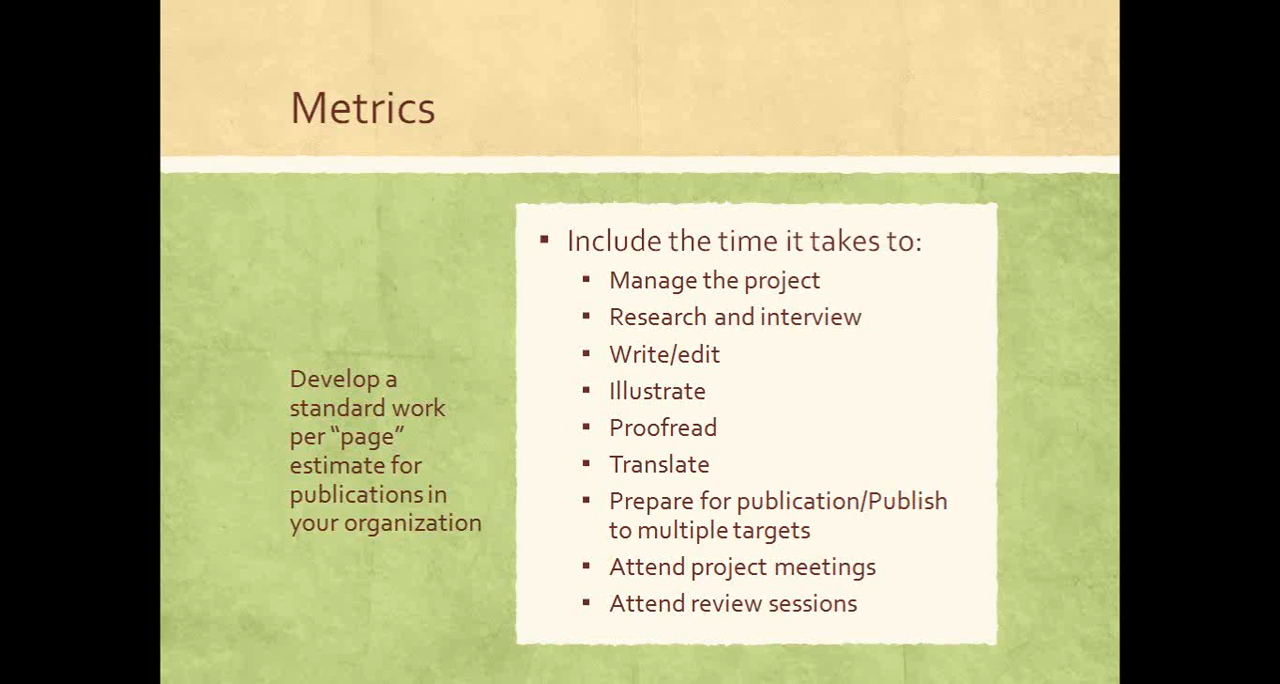 Metrics
Develop a
standard work
per “page”
estimate for
publications in
your organization
▪ Include the time it takes to:
▪ Manage the project
▪ Research and interview
▪ Write/edit
▪ Illustrate
▪ Proofread
▪ Translate
▪ Prepare for publication/Publish
to multiple targets
▪ Attend project meetings
▪ Attend review sessions